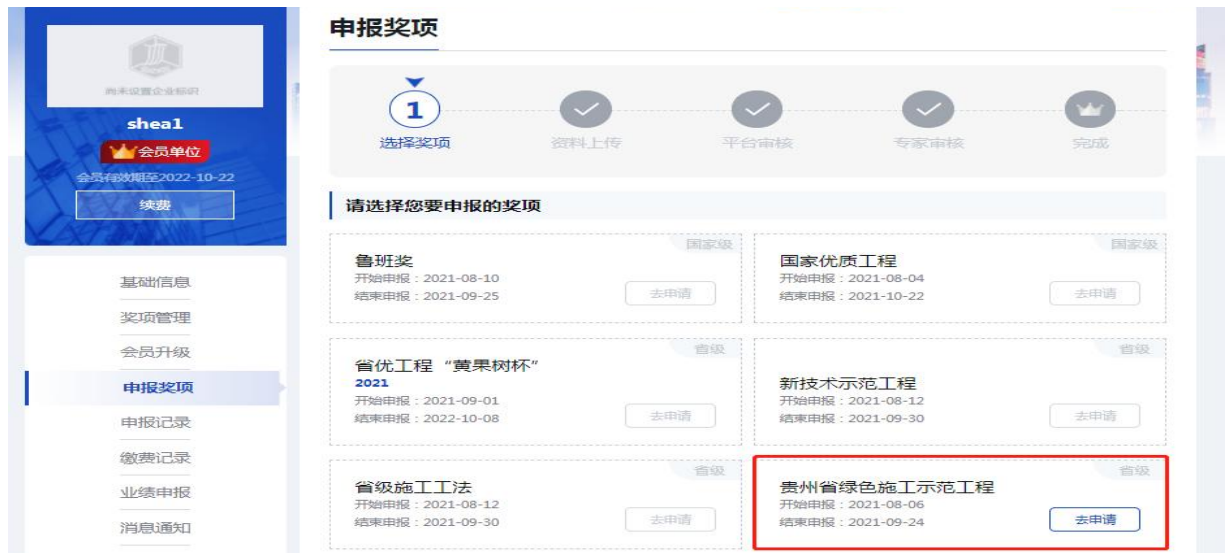 尚未设置企业标识
shea1
会员单位
会员有效期至2022-10-22
续费
基础信息
奖项管理
会员升级
申报奖项
申报记录
缴费记录
业绩申报
消息通知
申报奖项
1
选择奖项
资料上传
平台审核
专家审核
完成
请选择您要申报的奖项
国家级
鲁班奖
开始申报：2021-08-10
结束申报：2021-09-25
去申请
国家级
国家优质工程
开始申报：2021-08-04
结束申报：2021-10-22
去申请
省级
省优工程“黄果树杯”
2021
开始申报：2021-09-01
结束申报：2022-10-08
去申请
省级
新技术示范工程
开始申报：2021-08-12
结束申报：2021-09-30
去申请
省级
省级施工工法
开始申报：2021-08-12
结束申报：2021-09-30
去申请
省级
贵州省绿色施工示范工程
开始申报：2021-08-06
结束申报：2021-09-24
去申请